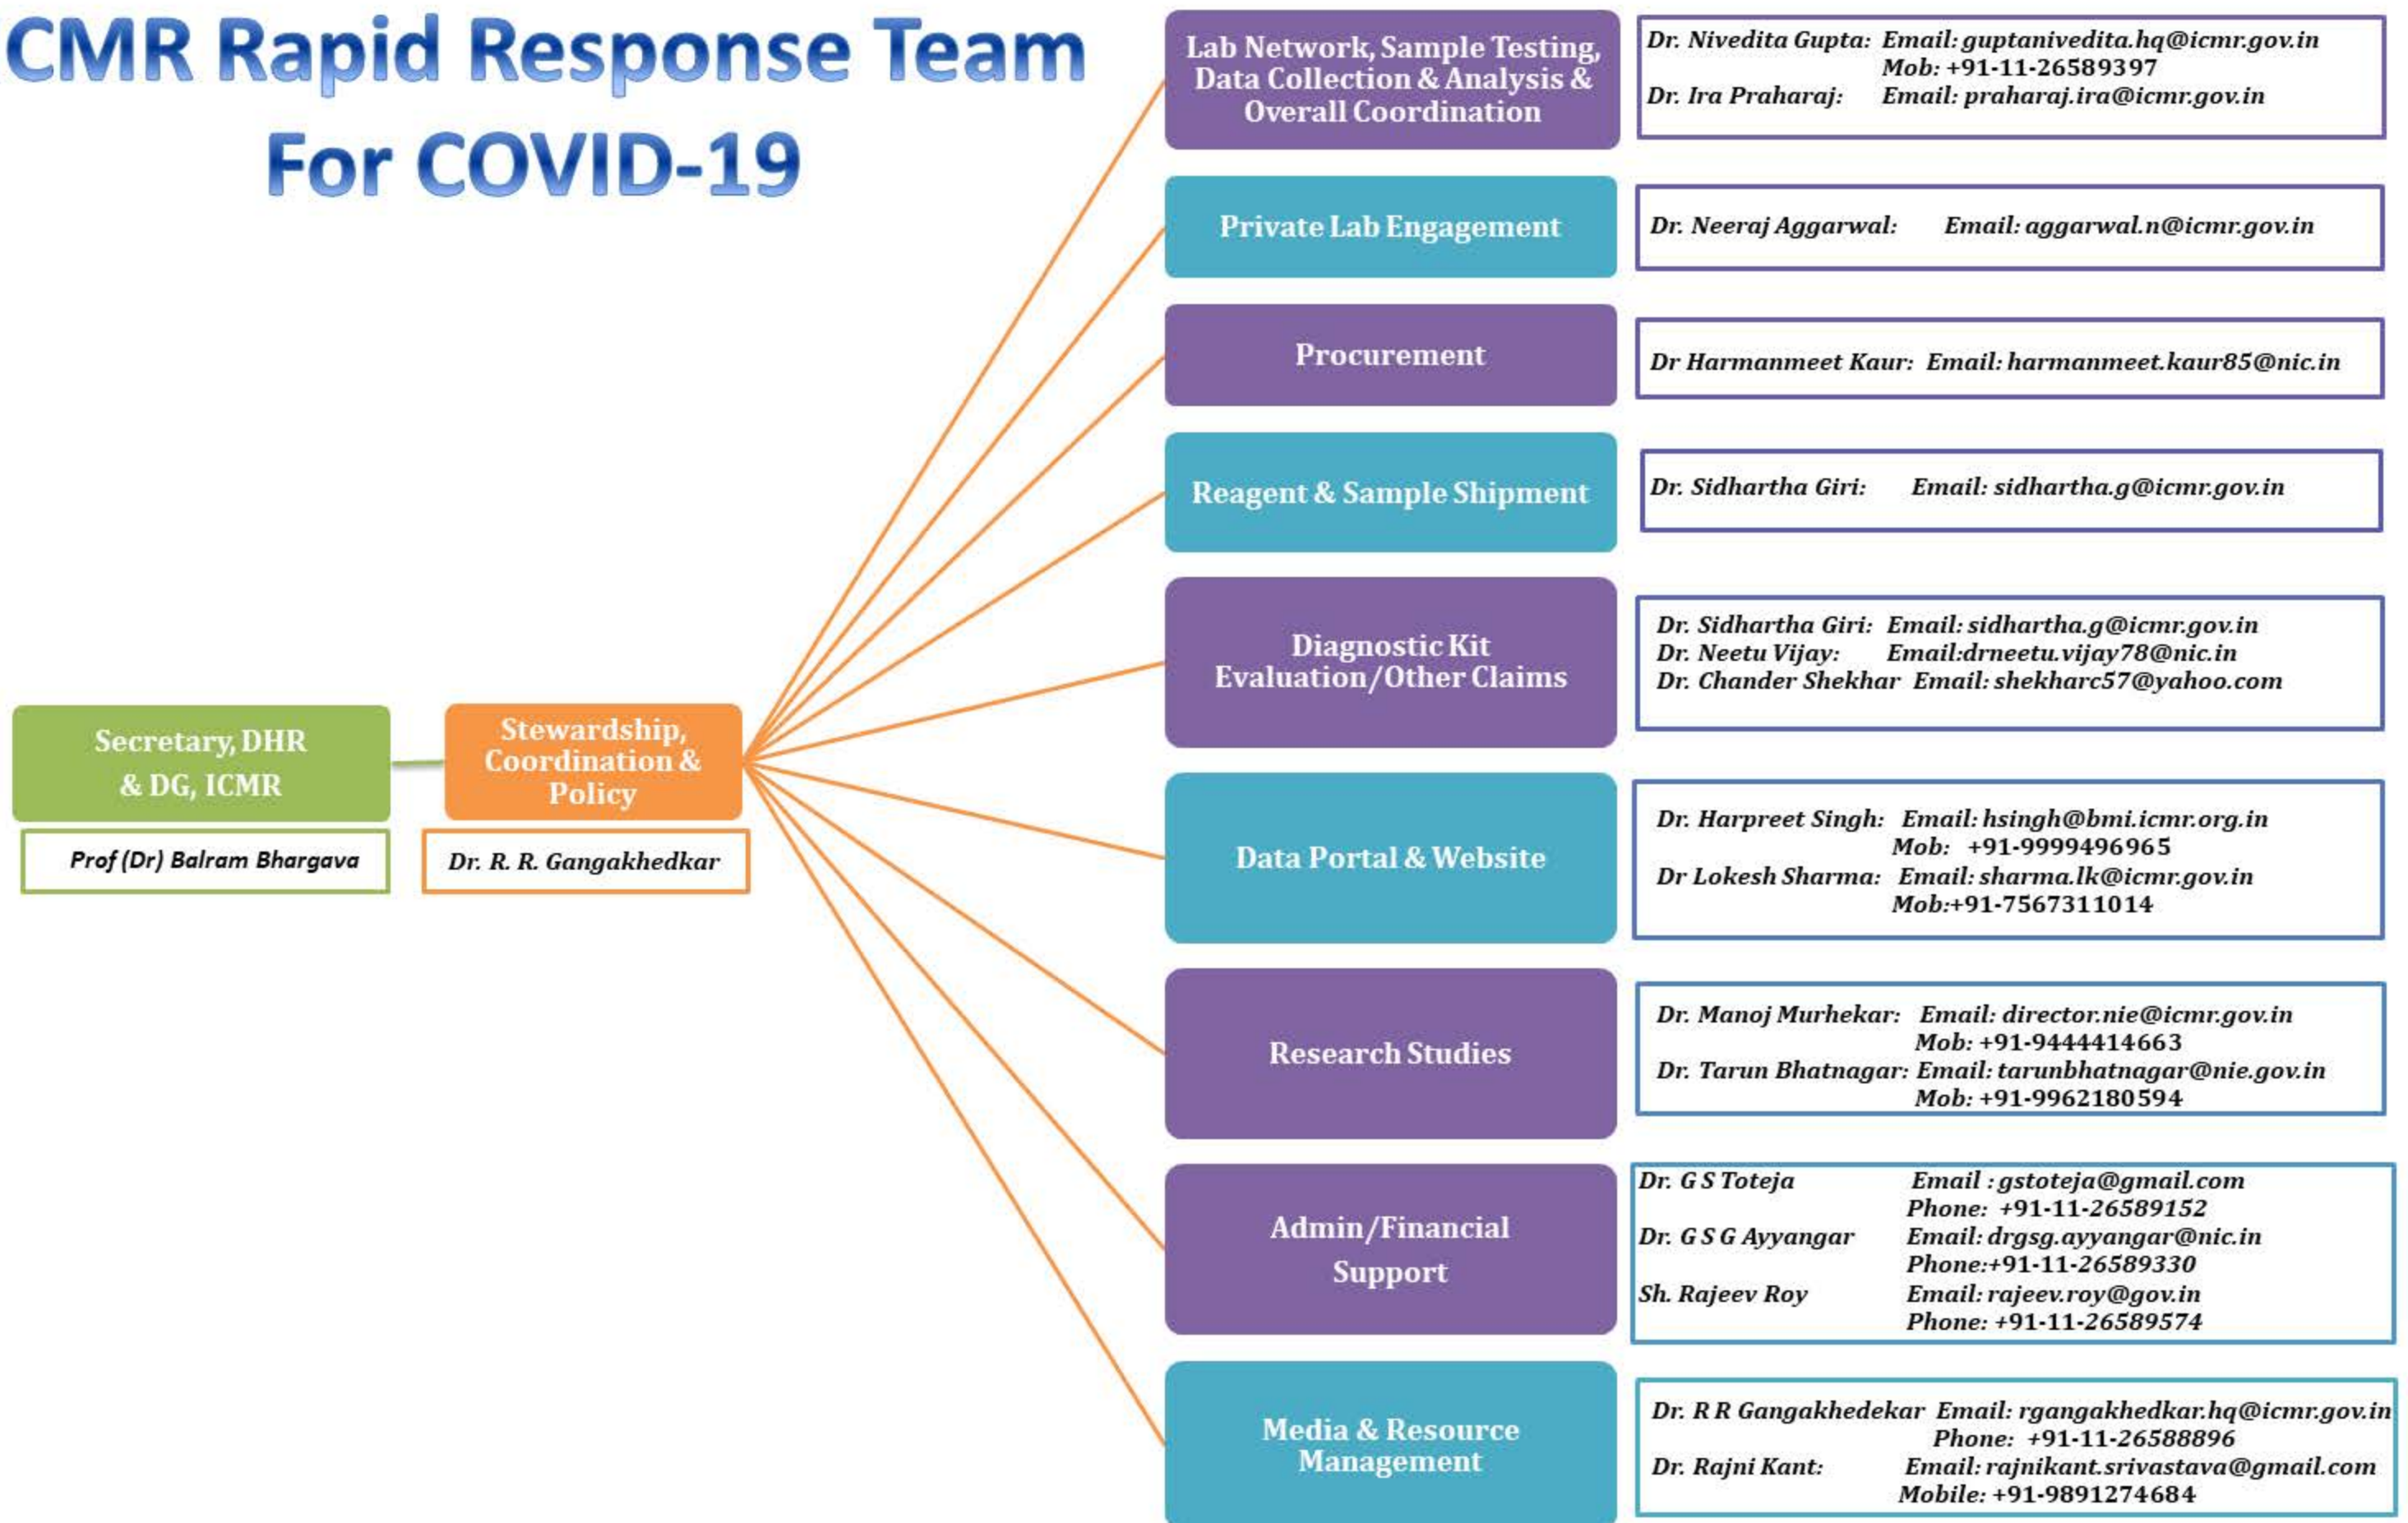 CMR Rapid Response Team
For COVID-19
Secretary, DHR
& DG, ICMR
Prof (Dr) Balram Bhargava
Stewardship,
Coordination &
Policy
Dr. R. R. Gangakhedkar
Lab Network, Sample Testing,
Data Collection & Analysis &
Overall Coordination
Dr. Nivedita Gupta: Email: guptanivedita.hq@icmr.gov.in
Mob: +91-11-26589397
Dr. Ira Praharaj: Email: praharaj.ira@icmr.gov.in
Private Lab Engagement
Dr. Neeraj Aggarwal: Email: aggarwal.n@icmr.gov.in
Procurement
Dr Harmanmeet Kaur: Email: harmanmeet.kaur85@nic.in
Reagent & Sample Shipment
Dr. Sidhartha Giri: Email: sidhartha.g@icmr.gov.in
Diagnostic Kit
Evaluation/Other Claims
Dr. Sidhartha Giri: Email: sidhartha.g@icmr.gov.in
Dr. Neetu Vijay: Email:drneetu.vijay78@nic.in
Dr. Chander Shekhar Email: shekharc57@yahoo.com
Data Portal & Website
Dr. Harpreet Singh: Email: hsingh@bmi.icmr.org.in
Mob: +91-9999496965
Dr Lokesh Sharma: Email: sharma.lk@icmr.gov.in
Mob:+91-7567311014
Research Studies
Dr. Manoj Murhekar: Email: director.nie@icmr.gov.in
Mob: +91-9444414663
Dr. Tarun Bhatnagar: Email: tarunbhatnagar@nie.gov.in
Mob: +91-9962180594
Admin/Financial
Support
Dr. G S Toteja Email : gstoteja@gmail.com
Phone: +91-11-26589152
Dr. G S G Ayyangar Email: drgsg.ayyangar@nic.in
Phone:+91-11-26589330
Sh. Rajeev Roy Email: rajeev.roy@gov.in
Phone: +91-11-26589574
Media & Resource
Management
Dr. R R Gangakhedekar Email: rgangakhedkar.hq@icmr.gov.in
Phone: +91-11-26588896
Dr. Rajni Kant: Email: rajnikant.srivastava@gmail.com
Mobile: +91-9891274684